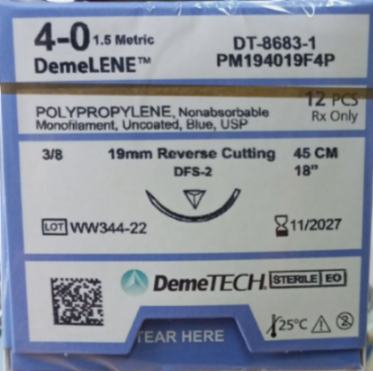 4-0 1.5 Metric DT-8683-1
DemeLENE™ PM194019F4P
12 PCS
POLYPROPYLENE, Nonabsorbable Rx Only
Monofilament, Uncoated, Blue, USP
3/8 19mm Reverse Cutting 45 CM
DFS-2 18"
LOT WW344-22 11/2027
DemeTECH STERILE EO
25°C 2
TEAR HERE